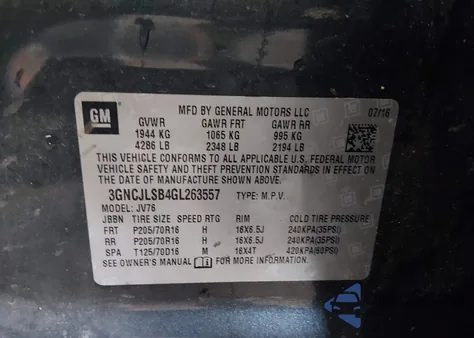 GM
MFD BY GENERAL MOTORS LLC 07/16
GVWR GAWR FRT GAWR RR
1944 KG 1065 KG 995 KG
4286 LB 2348 LB 2194 LB
THIS VEHICLE CONFORMS TO ALL APPLICABLE U.S. FEDERAL MOTOR
VEHICLE SAFETY AND THEFT PREVENTION STANDARDS IN EFFECT ON
THE DATE OF MANUFACTURE SHOWN ABOVE.
3GNCJLSB4GL263557 TYPE: M.P.V.
MODEL: JV76
JBBN TIRE SIZE SPEED RTG RIM COLD TIRE PRESSURE
FRT P205/70R16 H 16X6.5J 240KPA(35PSI)
RR P205/70R16 H 16X6.5J 240KPA(35PSI)
SPA T125/70D16 M 16X4T 420KPA(60PSI)
SEE OWNER'S MANUAL i FOR MORE INFORMATION.